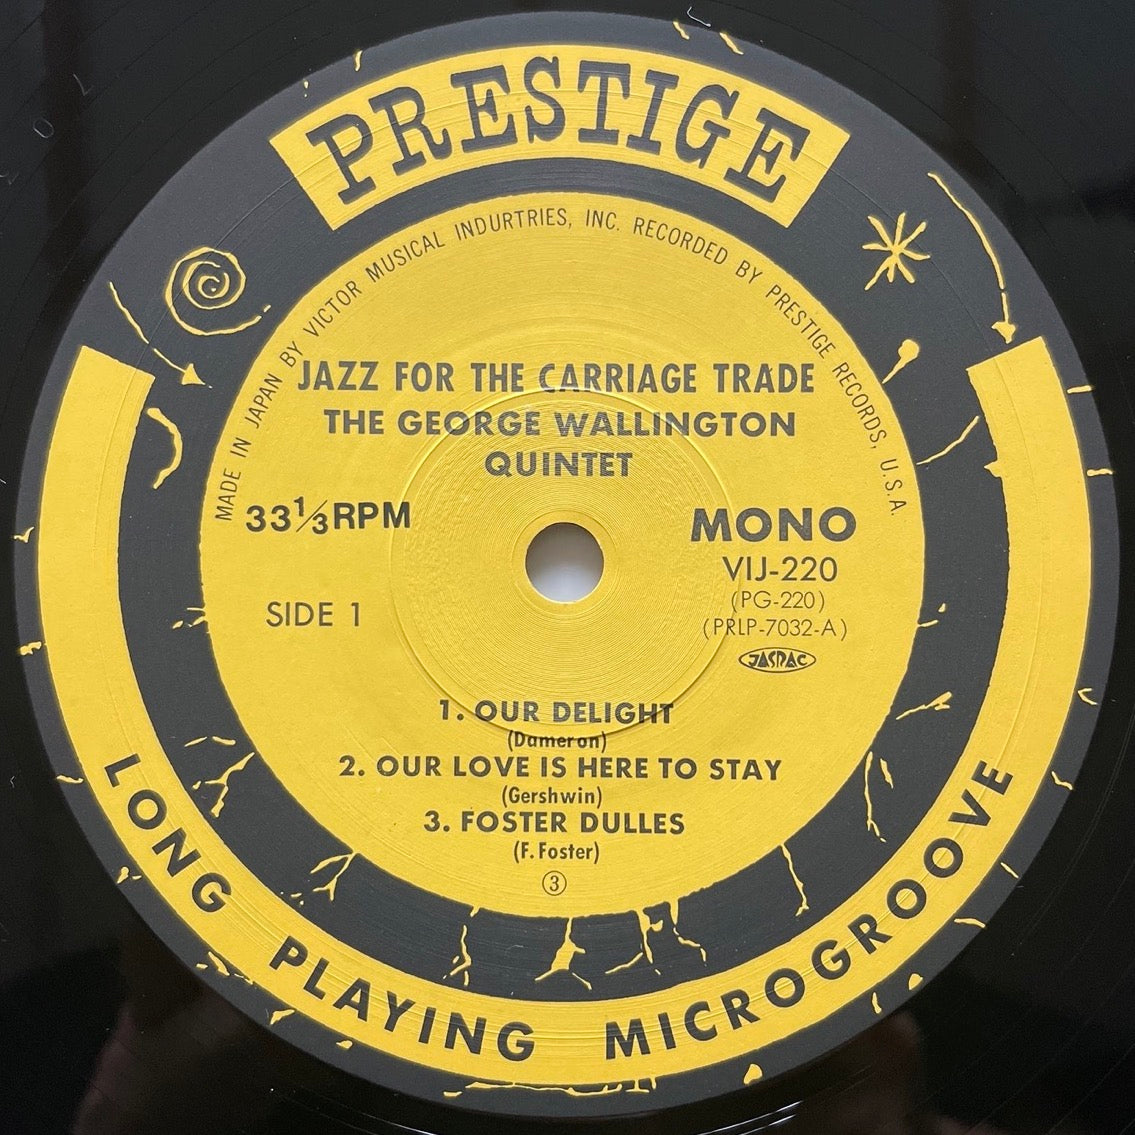 PRESTIGE
MADE IN JAPAN BY VICTOR MUSICAL INDURTRIES, INC. RECORDED BY PRESTIGE RECORDS, U.S.A.
JAZZ FOR THE CARRIAGE TRADE
THE GEORGE WALLINGTON
QUINTET
33⅓ RPM
MONO
VIJ-220
(PG-220)
(PRLP-7032-A)
SIDE 1
JASRAC
1. OUR DELIGHT
(Dameron)
2. OUR LOVE IS HERE TO STAY
(Gershwin)
3. FOSTER DULLES
(F. Foster)
③
LONG PLAYING MICROGROOVE